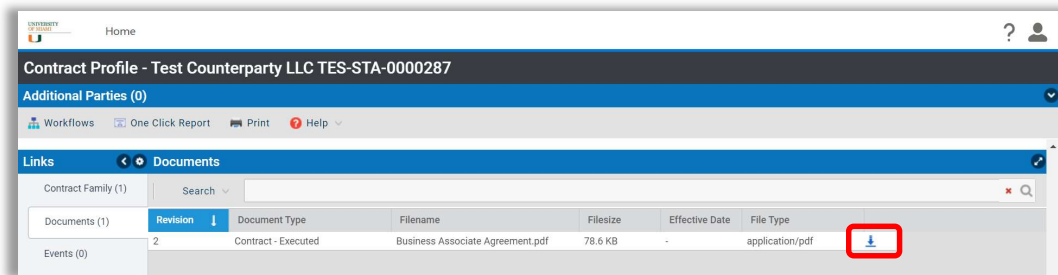 UNIVERSITY
OF MIAMI
Home
?
Contract Profile - Test Counterparty LLC TES-STA-0000287
Additional Parties (0)
Workflows One Click Report Print Help
Links Documents
Contract Family (1) Search
Documents (1) Revision Document Type Filename Filesize Effective Date File Type
2 Contract - Executed Business Associate Agreement.pdf 78.6 KB - application/pdf
Events (0)